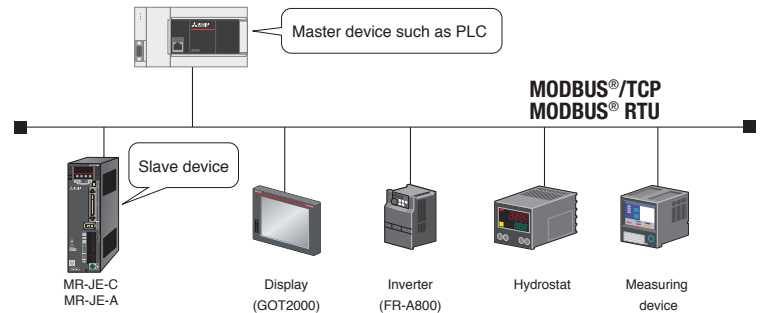 Master device such as PLC
MODBUS®/TCP
MODBUS® RTU
Slave device
MR-JE-C
MR-JE-A
Display
(GOT2000)
Inverter
(FR-A800)
Hydrostat
Measuring
device